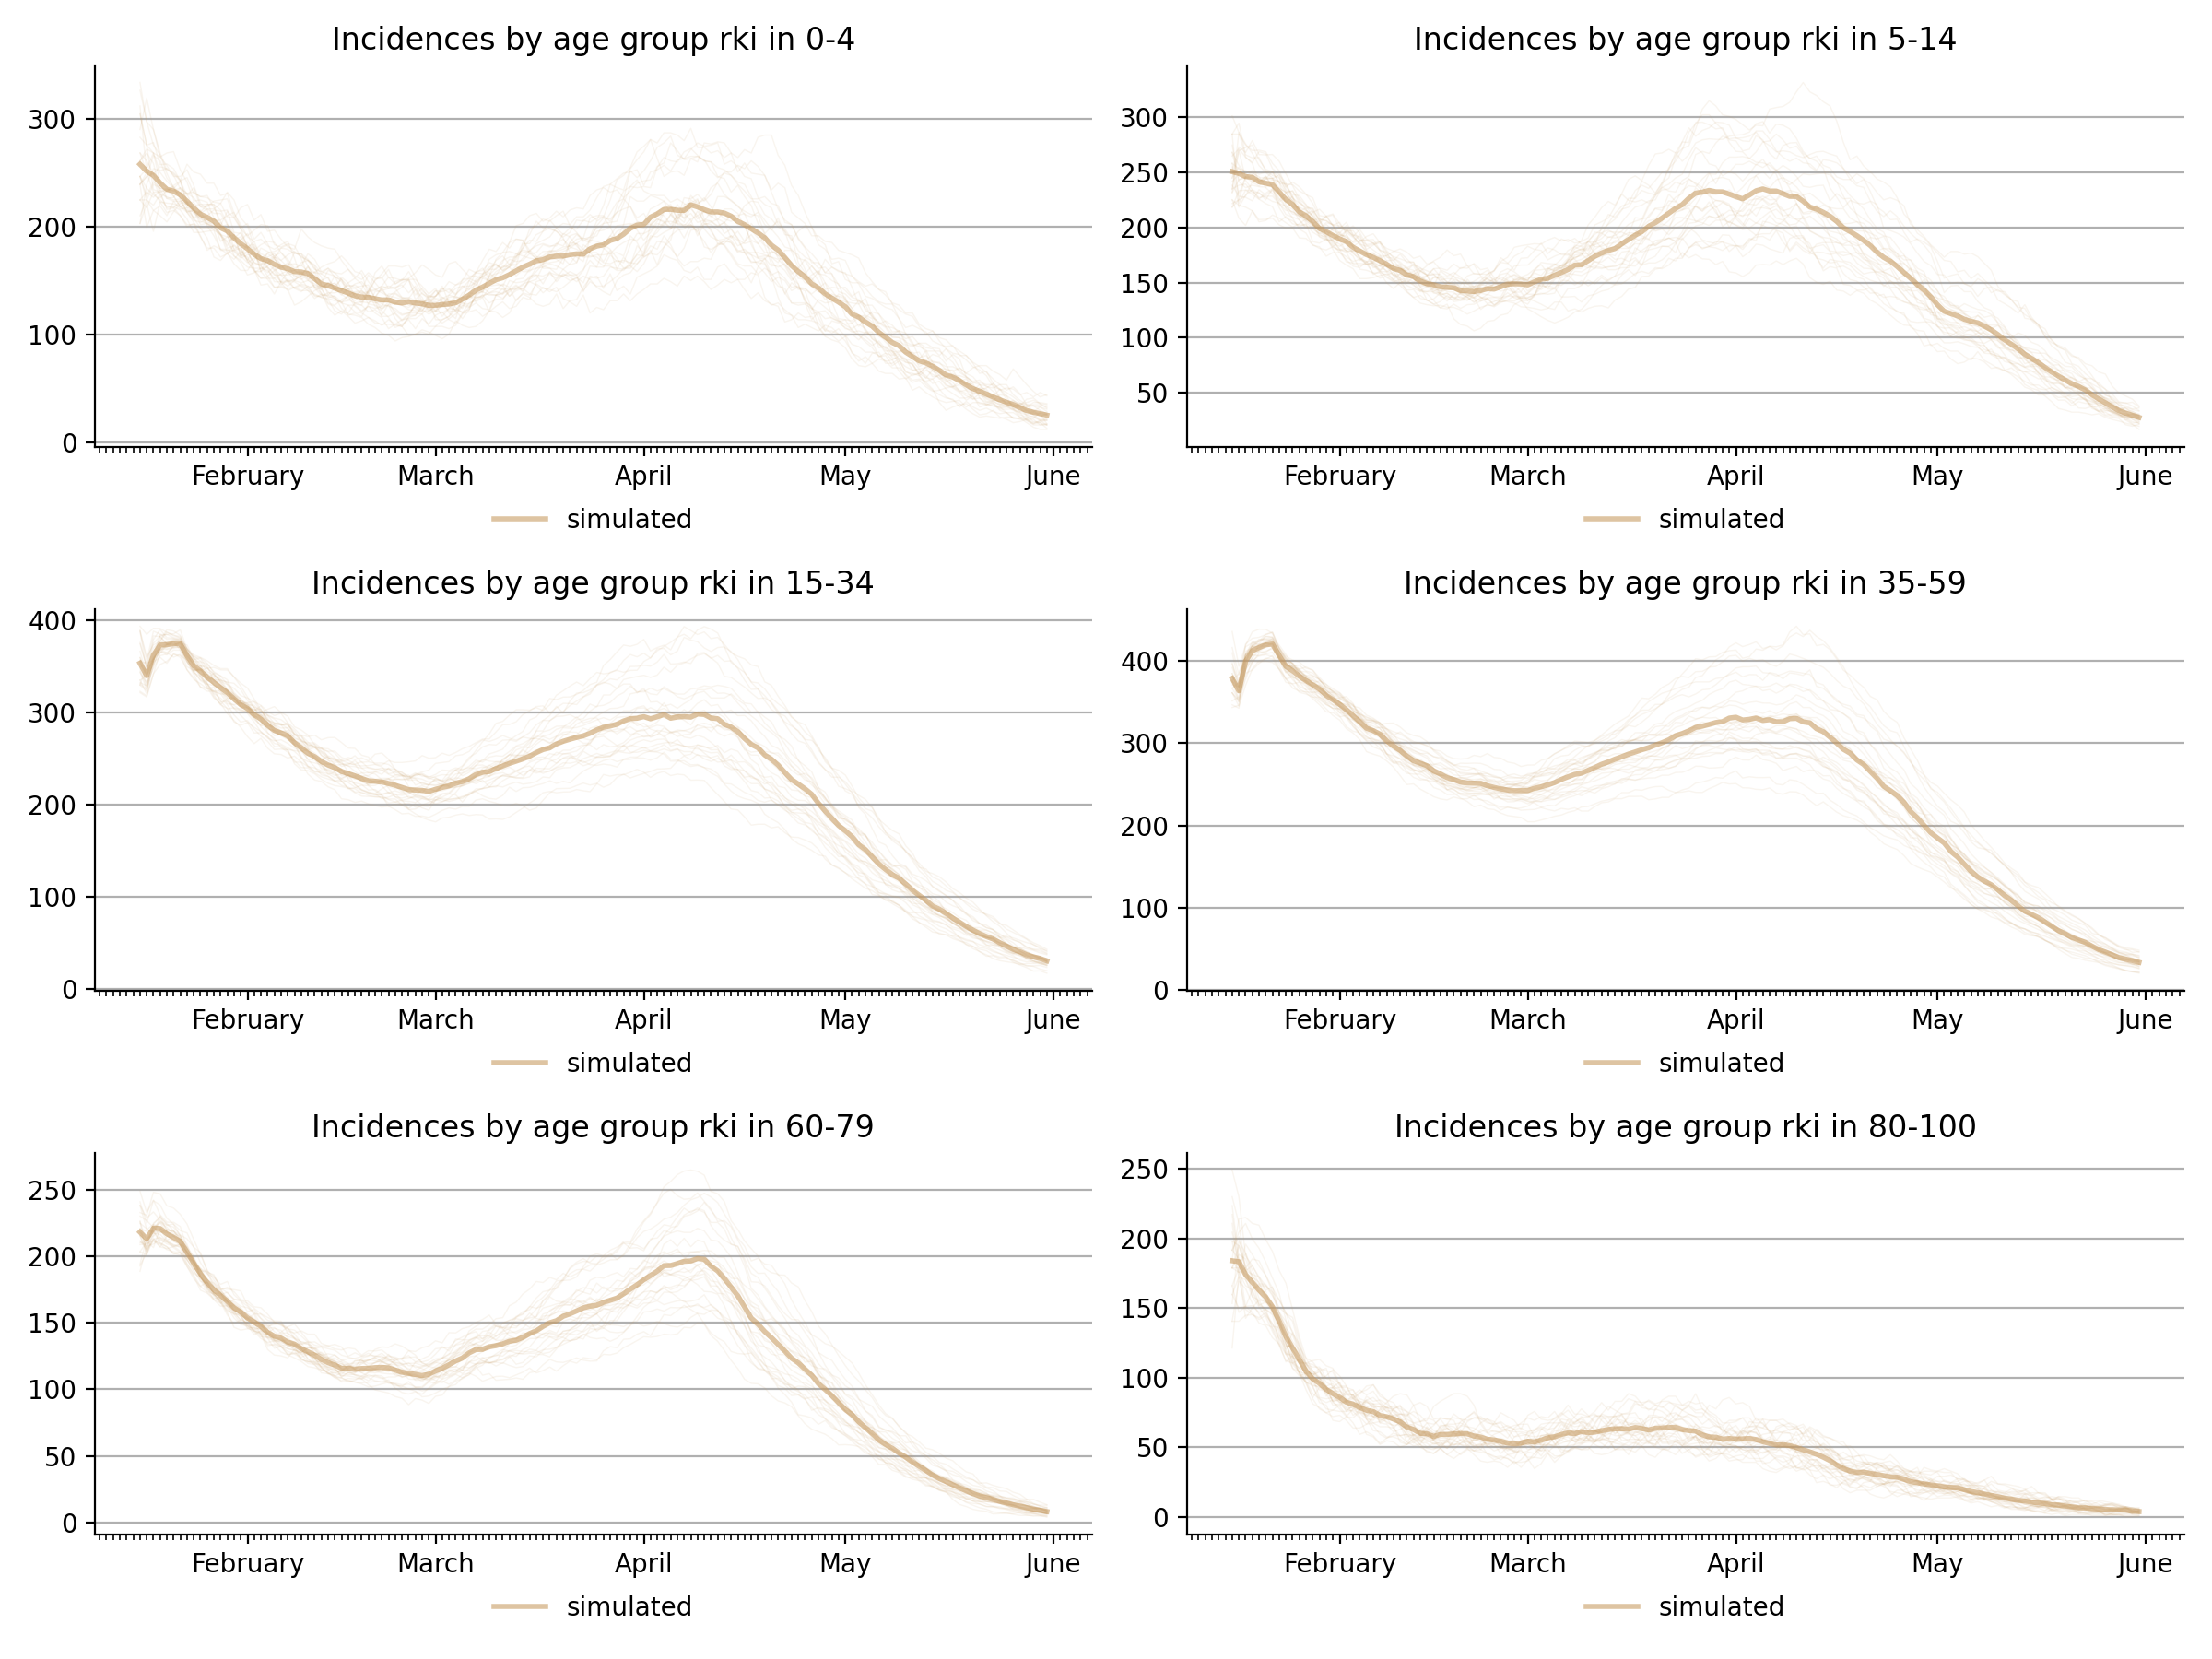 Incidences by age group rki in 0-4
300
200
100
0
February March April May June
simulated
Incidences by age group rki in 5-14
300
250
200
150
100
50
February March April May June
simulated
Incidences by age group rki in 15-34
400
300
200
100
0
February March April May June
simulated
Incidences by age group rki in 35-59
400
300
200
100
0
February March April May June
simulated
Incidences by age group rki in 60-79
250
200
150
100
50
0
February March April May June
simulated
Incidences by age group rki in 80-100
250
200
150
100
50
0
February March April May June
simulated